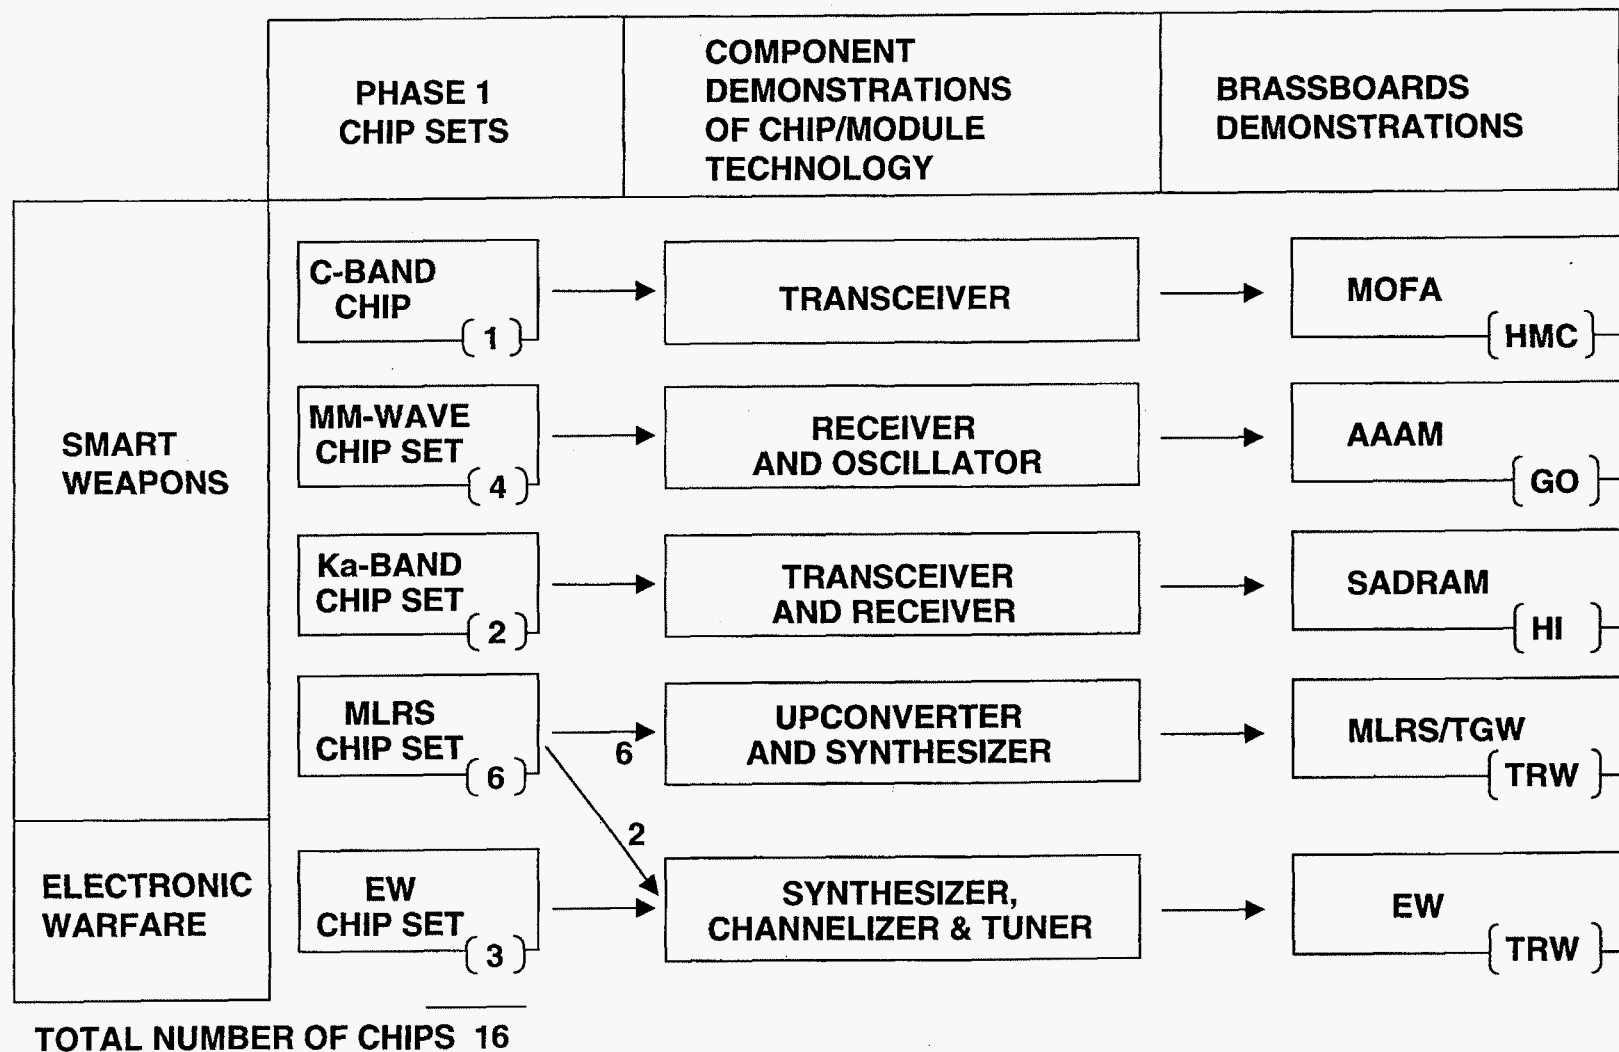 PHASE 1
CHIP SETS
COMPONENT
DEMONSTRATIONS
OF CHIP/MODULE
TECHNOLOGY
BRASSBOARDS
DEMONSTRATIONS
SMART
WEAPONS
C-BAND
CHIP
(1)
TRANSCEIVER
MOFA
(HMC)
MM-WAVE
CHIP SET
(4)
RECEIVER
AND OSCILLATOR
AAAM
(GO)
Ka-BAND
CHIP SET
(2)
TRANSCEIVER
AND RECEIVER
SADRAM
(HI)
MLRS
CHIP SET
(6)
6
UPCONVERTER
AND SYNTHESIZER
MLRS/TGW
(TRW)
2
ELECTRONIC
WARFARE
EW
CHIP SET
(3)
SYNTHESIZER,
CHANNELIZER & TUNER
EW
(TRW)
TOTAL NUMBER OF CHIPS 16